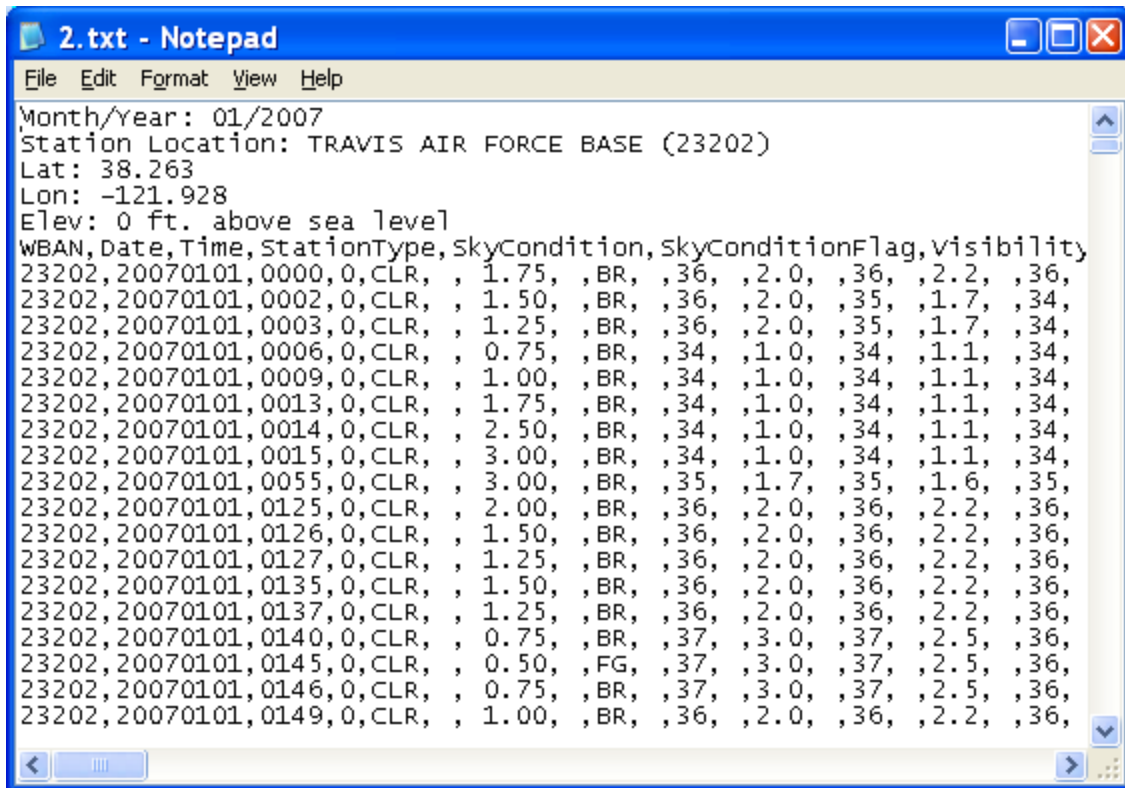 2.txt - Notepad
File Edit Format View Help
Month/Year: 01/2007
Station Location: TRAVIS AIR FORCE BASE (23202)
Lat: 38.263
Lon: -121.928
Elev: 0 ft. above sea level
WBAN,Date,Time,StationType,SkyCondition,SkyConditionFlag,Visibility
23202,20070101,0000,0,CLR, , 1.75, ,BR, ,36, ,2.0, ,36, ,2.2, ,36,
23202,20070101,0002,0,CLR, , 1.50, ,BR, ,36, ,2.0, ,35, ,1.7, ,34,
23202,20070101,0003,0,CLR, , 1.25, ,BR, ,36, ,2.0, ,35, ,1.7, ,34,
23202,20070101,0006,0,CLR, , 0.75, ,BR, ,34, ,1.0, ,34, ,1.1, ,34,
23202,20070101,0009,0,CLR, , 1.00, ,BR, ,34, ,1.0, ,34, ,1.1, ,34,
23202,20070101,0013,0,CLR, , 1.75, ,BR, ,34, ,1.0, ,34, ,1.1, ,34,
23202,20070101,0014,0,CLR, , 2.50, ,BR, ,34, ,1.0, ,34, ,1.1, ,34,
23202,20070101,0015,0,CLR, , 3.00, ,BR, ,34, ,1.0, ,34, ,1.1, ,34,
23202,20070101,0055,0,CLR, , 3.00, ,BR, ,35, ,1.7, ,35, ,1.6, ,35,
23202,20070101,0125,0,CLR, , 2.00, ,BR, ,36, ,2.0, ,36, ,2.2, ,36,
23202,20070101,0126,0,CLR, , 1.50, ,BR, ,36, ,2.0, ,36, ,2.2, ,36,
23202,20070101,0127,0,CLR, , 1.25, ,BR, ,36, ,2.0, ,36, ,2.2, ,36,
23202,20070101,0135,0,CLR, , 1.50, ,BR, ,36, ,2.0, ,36, ,2.2, ,36,
23202,20070101,0137,0,CLR, , 1.25, ,BR, ,36, ,2.0, ,36, ,2.2, ,36,
23202,20070101,0140,0,CLR, , 0.75, ,BR, ,37, ,3.0, ,37, ,2.5, ,36,
23202,20070101,0145,0,CLR, , 0.50, ,FG, ,37, ,3.0, ,37, ,2.5, ,36,
23202,20070101,0146,0,CLR, , 0.75, ,BR, ,37, ,3.0, ,37, ,2.5, ,36,
23202,20070101,0149,0,CLR, , 1.00, ,BR, ,36, ,2.0, ,36, ,2.2, ,36,